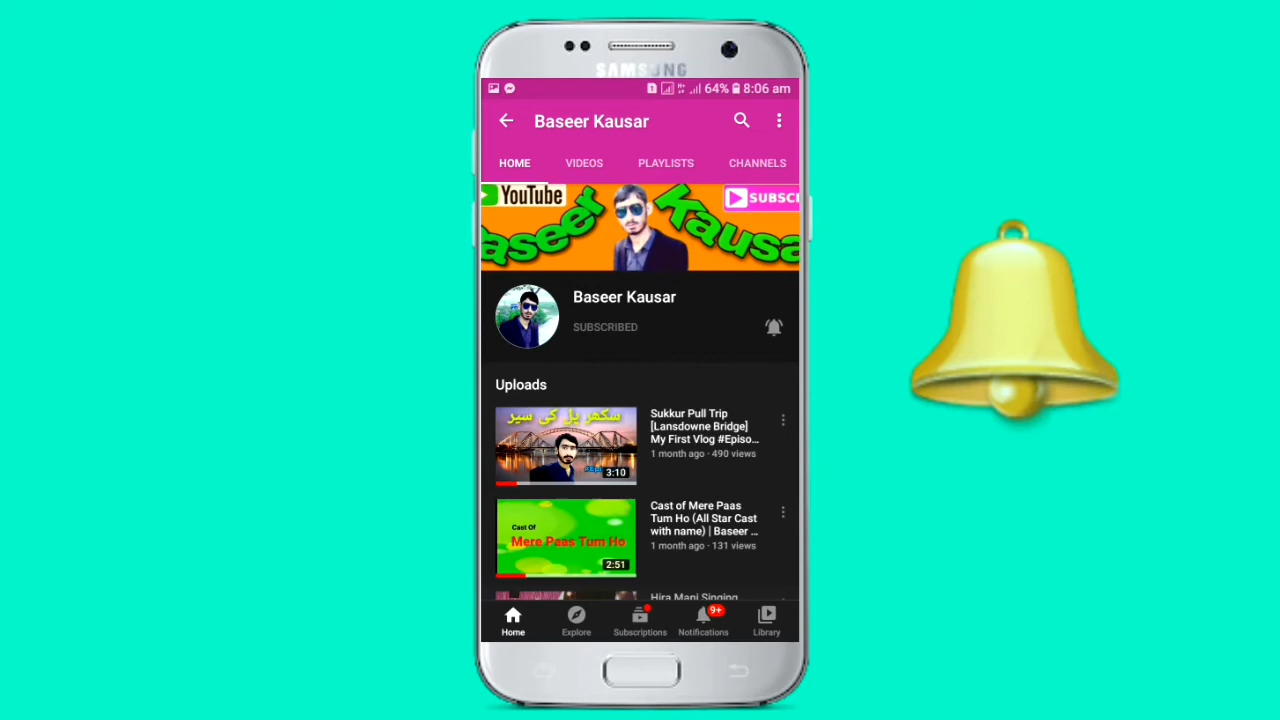 SAMSUNG
64% 8:06 am
Baseer Kausar
HOME VIDEOS PLAYLISTS CHANNELS
YouTube
SUBSCI
aseer Kausa
Baseer Kausar
SUBSCRIBED
Uploads
سکھر پل کی سیر
#Epi
3:10
Sukkur Pull Trip
[Lansdowne Bridge]
My First Vlog #Episo...
1 month ago · 490 views
Cast Of
Mere Paas Tum Ho
2:51
Cast of Mere Paas
Tum Ho (All Star Cast
with name) | Baseer ...
1 month ago · 131 views
Hira Mani Singing
9+
Home Explore Subscriptions Notifications Library